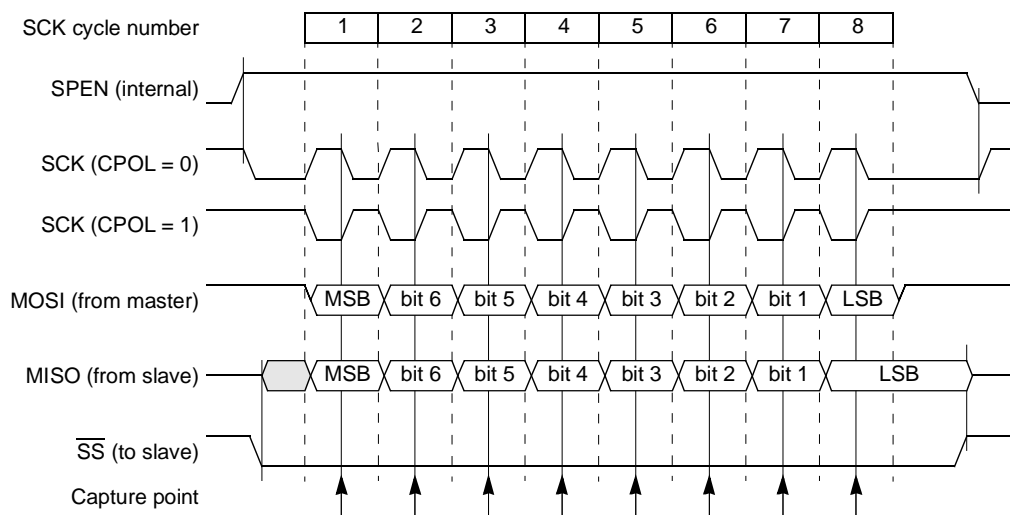 SCK cycle number 1 2 3 4 5 6 7 8
SPEN (internal)
SCK (CPOL = 0)
SCK (CPOL = 1)
MOSI (from master) MSB bit 6 bit 5 bit 4 bit 3 bit 2 bit 1 LSB
MISO (from slave) MSB bit 6 bit 5 bit 4 bit 3 bit 2 bit 1 LSB
SS (to slave)
Capture point